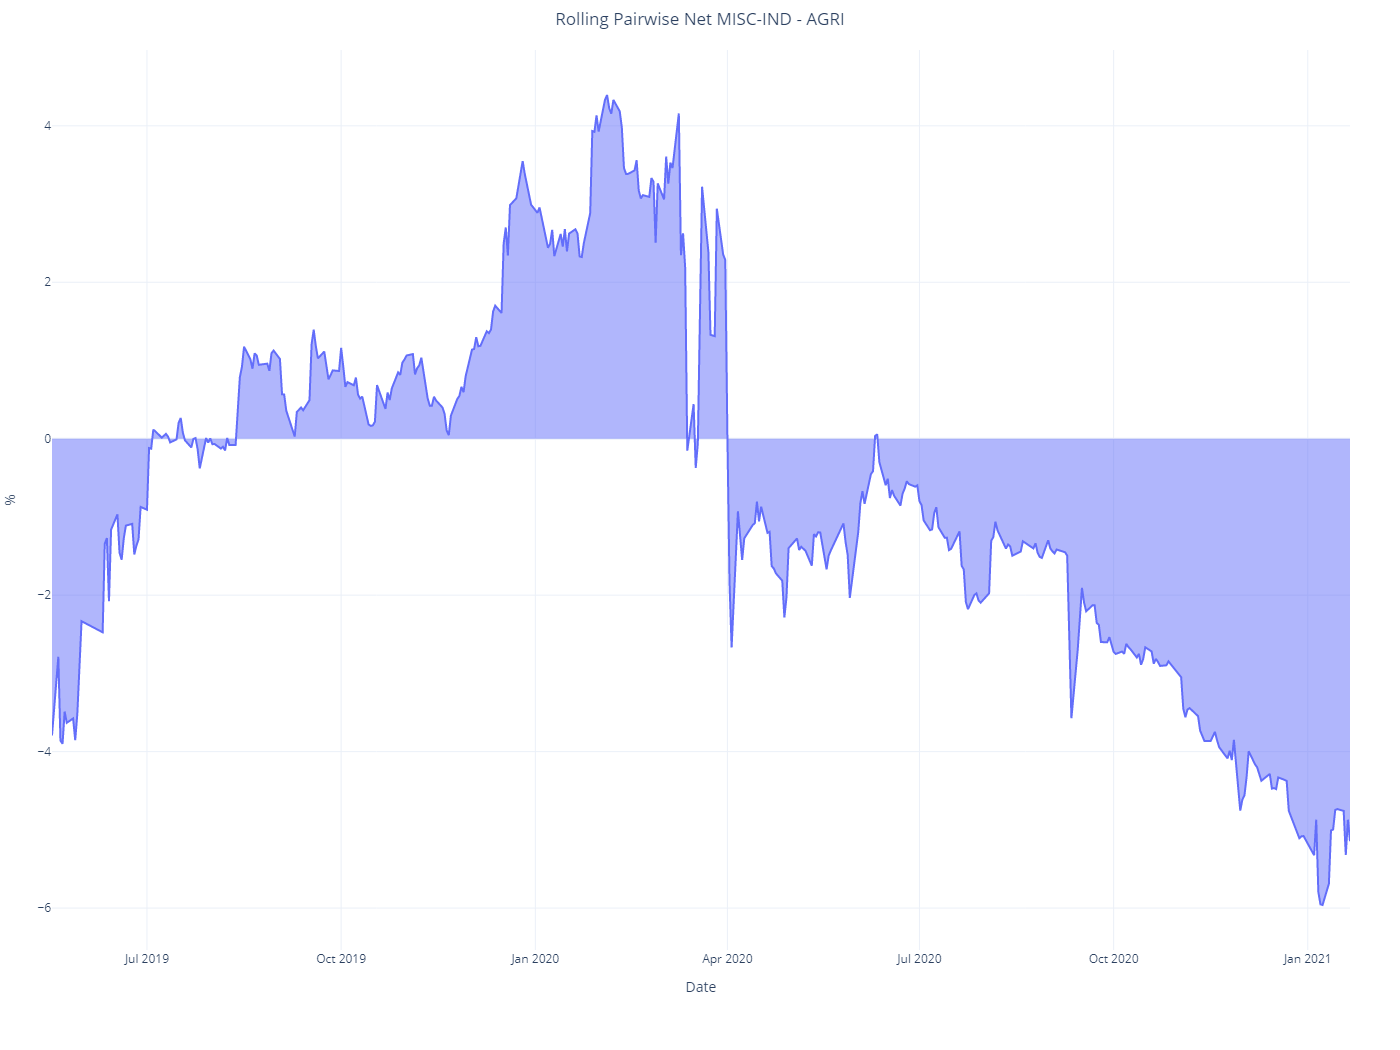 Rolling Pairwise Net MISC-IND - AGRI
4
2
0
−2
−4
−6
%
Jul 2019
Oct 2019
Jan 2020
Apr 2020
Jul 2020
Oct 2020
Jan 2021
Date